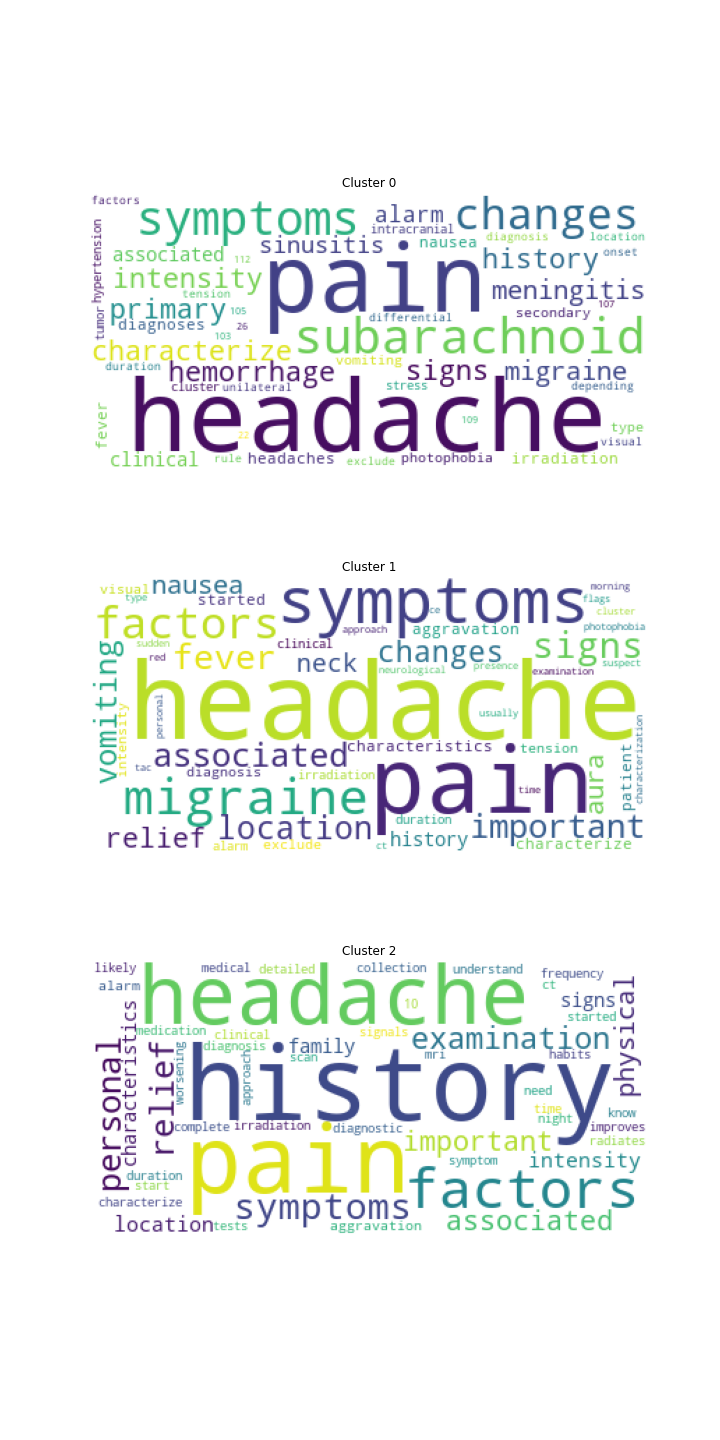 Cluster 0
factors
symptoms
alarm
changes
intracranial
hypertension
sinusitis
nausea
diagnosis
location
associated
112
pain
history
onset
intensity
meningitis
tension
primary
105
107
secondary
tumor
diagnoses
26
differential
103
subarachnoid
characterize
vomiting
duration
hemorrhage
signs
migraine
cluster
unilateral
stress
depending
headache
fever
109
type
22
visual
clinical
rule
headaches
exclude
photophobia
irradiation
Cluster 1
visual
nausea
symptoms
morning
type
started
flags
factors
ce
cluster
approach
aggravation
photophobia
sudden
clinical
changes
signs
red
fever
neck
neurological
presence
suspect
examination
vomiting
headache
personal
usually
intensity
associated
characteristics
tension
tac
diagnosis
irradiation
pain
time
aura
patient
characterization
migraine
location
duration
important
relief
history
alarm
exclude
ct
characterize
Cluster 2
likely
medical
detailed
collection
understand
frequency
alarm
headache
ct
signs
physical
10
started
characteristics
medication
clinical
signals
examination
personal
relief
diagnosis
family
worsening
approach
scan
mri
habits
history
need
time
night
know
complete
irradiation
diagnostic
improves
pain
important
radiates
duration
symptom
intensity
start
factors
characterize
symptoms
location
tests
aggravation
associated